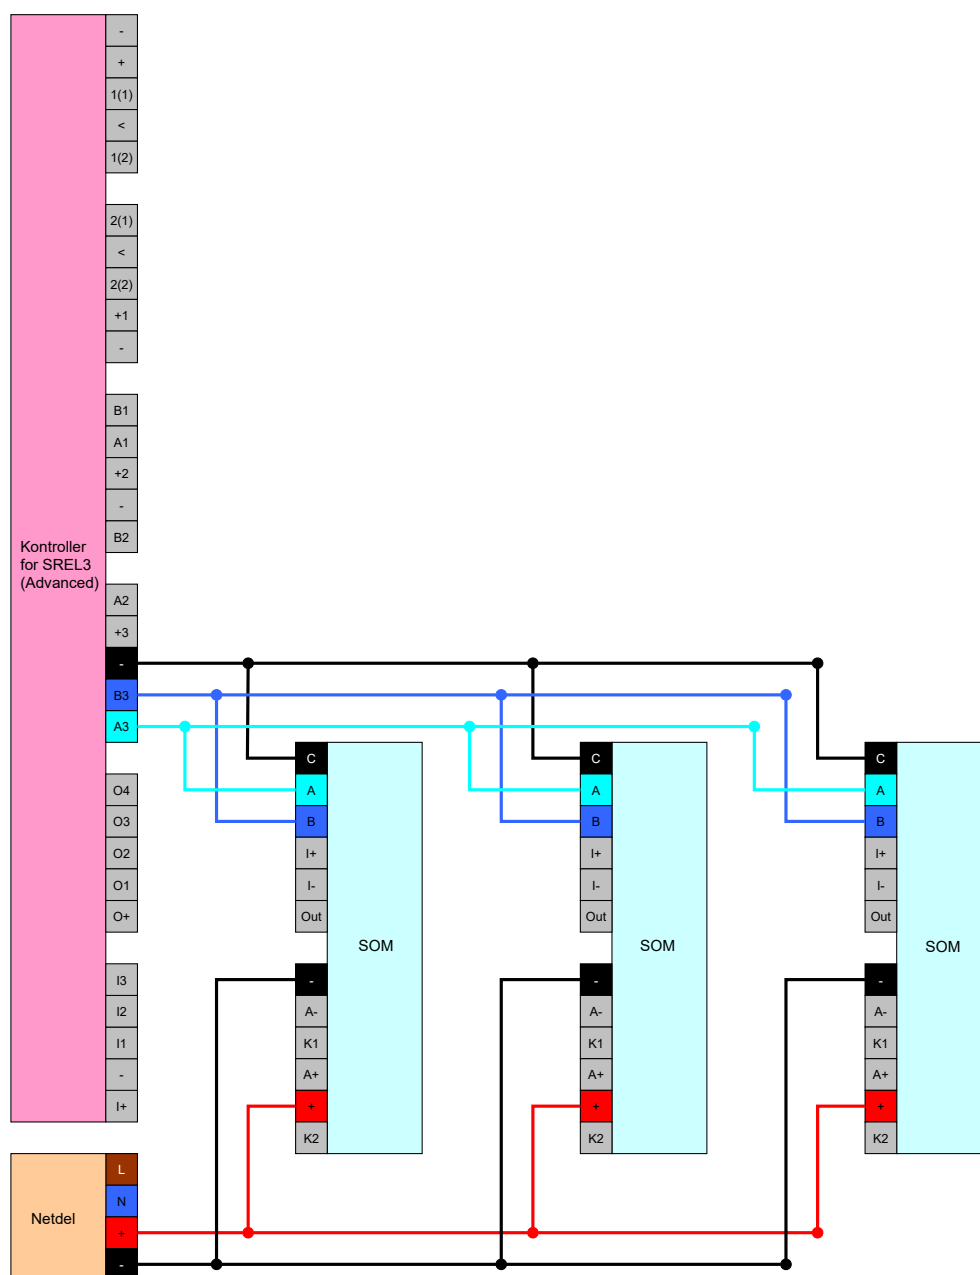 -
+
1(1)
<
1(2)
2(1)
<
2(2)
+1
-
B1
A1
+2
-
B2
Kontroller
for SREL3
(Advanced)
A2
+3
-
B3
A3
O4
O3
O2
O1
O+
I3
I2
I1
-
I+
C
A
B
I+
I-
Out
SOM
-
A-
K1
A+
+
K2
C
A
B
I+
I-
Out
SOM
-
A-
K1
A+
+
K2
C
A
B
I+
I-
Out
SOM
-
A-
K1
A+
+
K2
Netdel
L
N
+
-